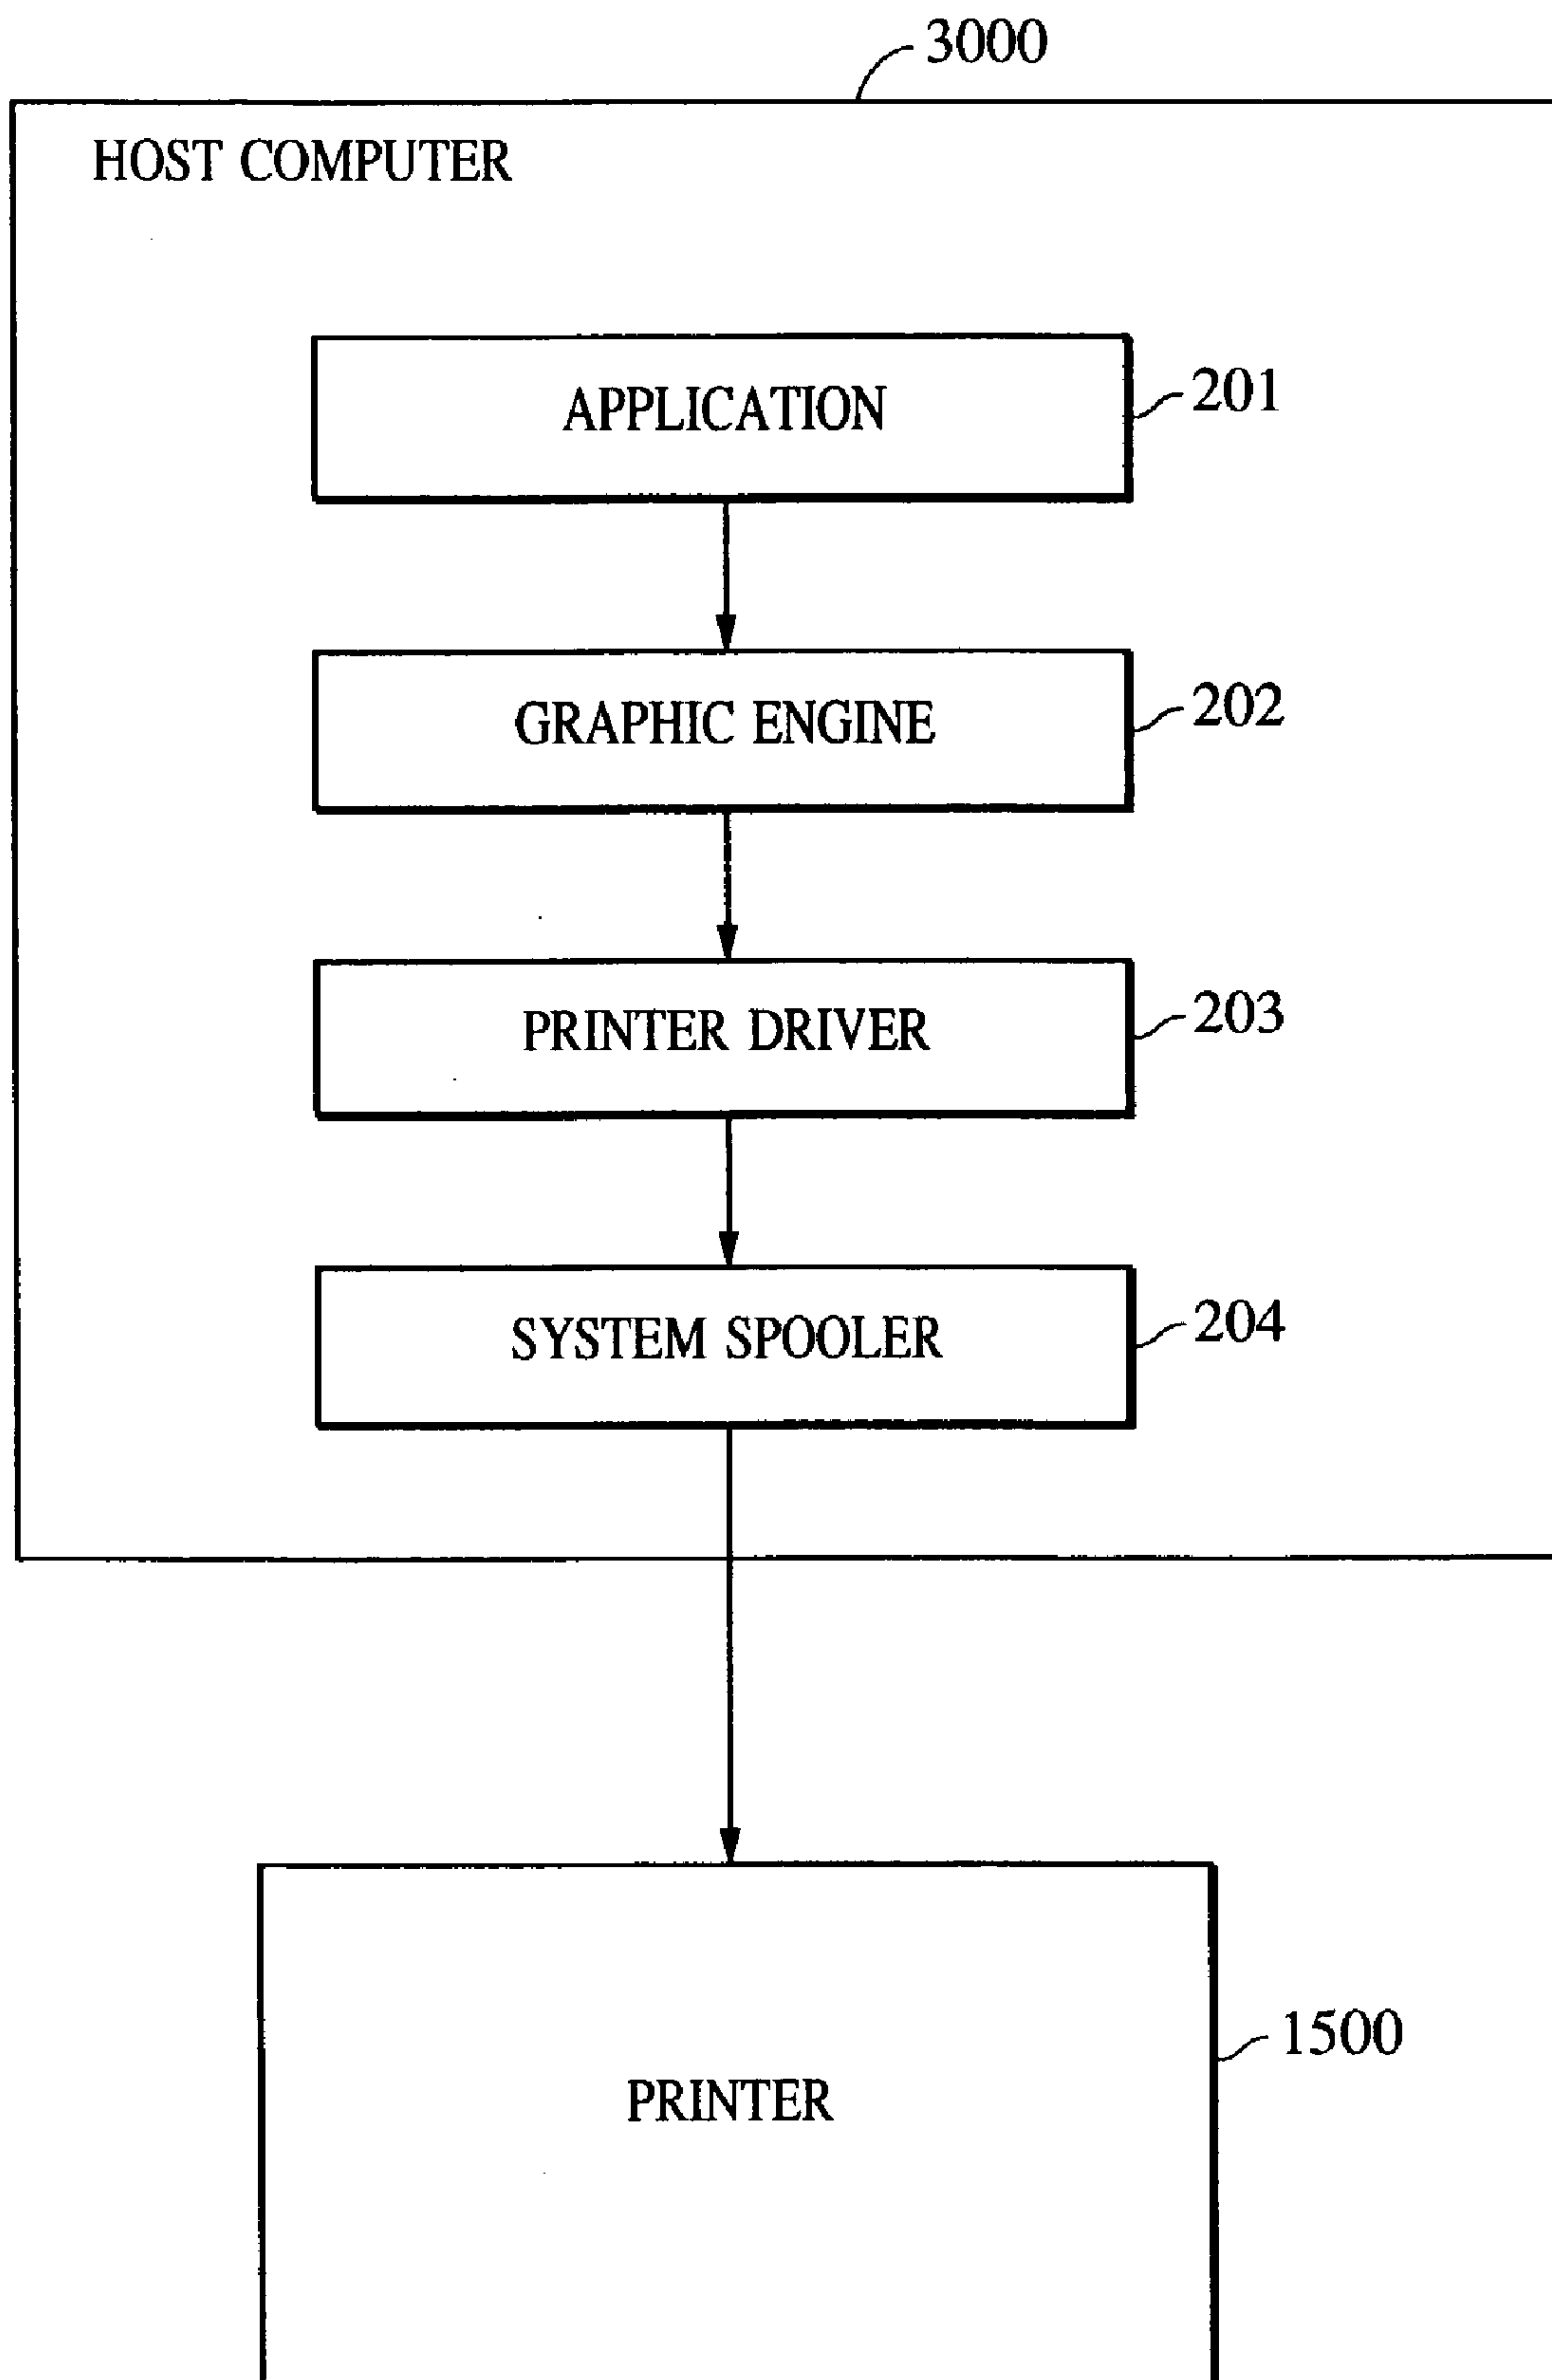 3000
HOST COMPUTER
APPLICATION
201
GRAPHIC ENGINE
202
PRINTER DRIVER
203
SYSTEM SPOOLER
204
PRINTER
1500